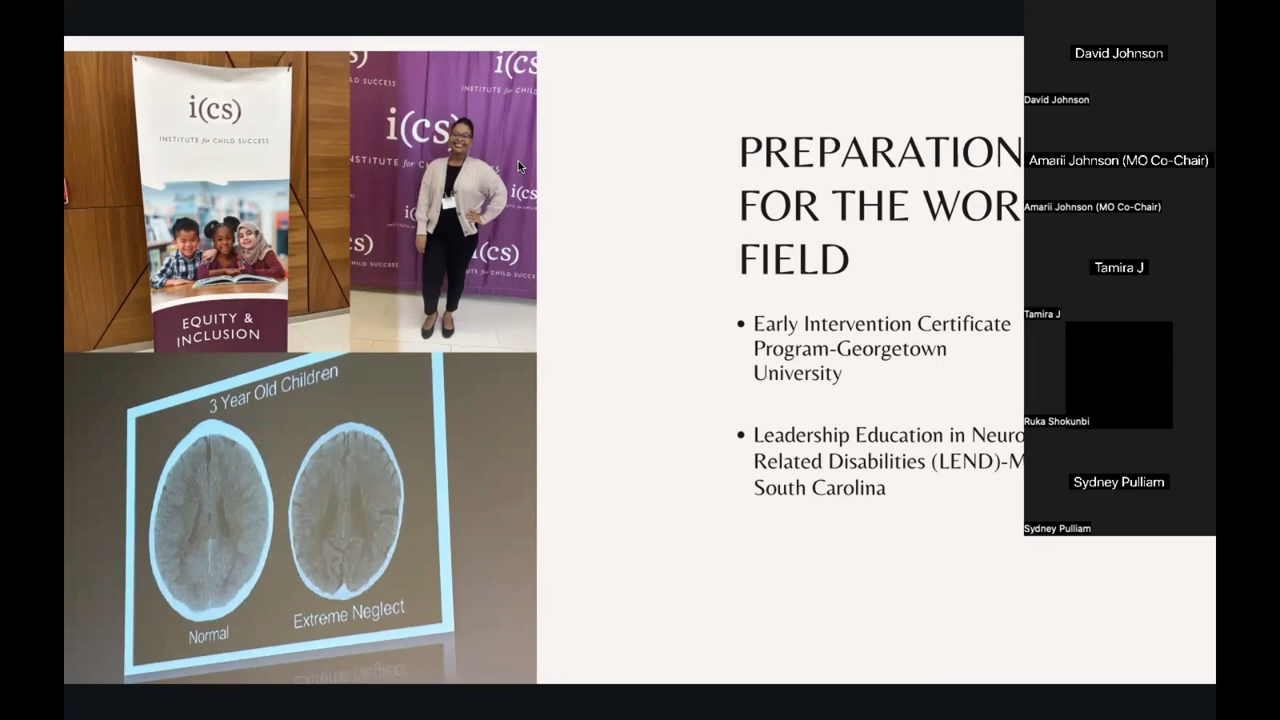 i(cs)
INSTITUTE for CHILD SUCCESS
EQUITY &
INCLUSION
i(cs)
INSTITUTE for CHILD SUCCESS
i(cs)
INSTITUTE for C
3 Year Old Children
Normal
Extreme Neglect
PREPARATION
FOR THE WOR
FIELD
• Early Intervention Certificate
Program-Georgetown
University
• Leadership Education in Neuro
Related Disabilities (LEND)-M
South Carolina
David Johnson
David Johnson
Amarii Johnson (MO Co-Chair)
Amarii Johnson (MO Co-Chair)
Tamira J
Tamira J
Ruka Shokunbi
Sydney Pulliam
Sydney Pulliam